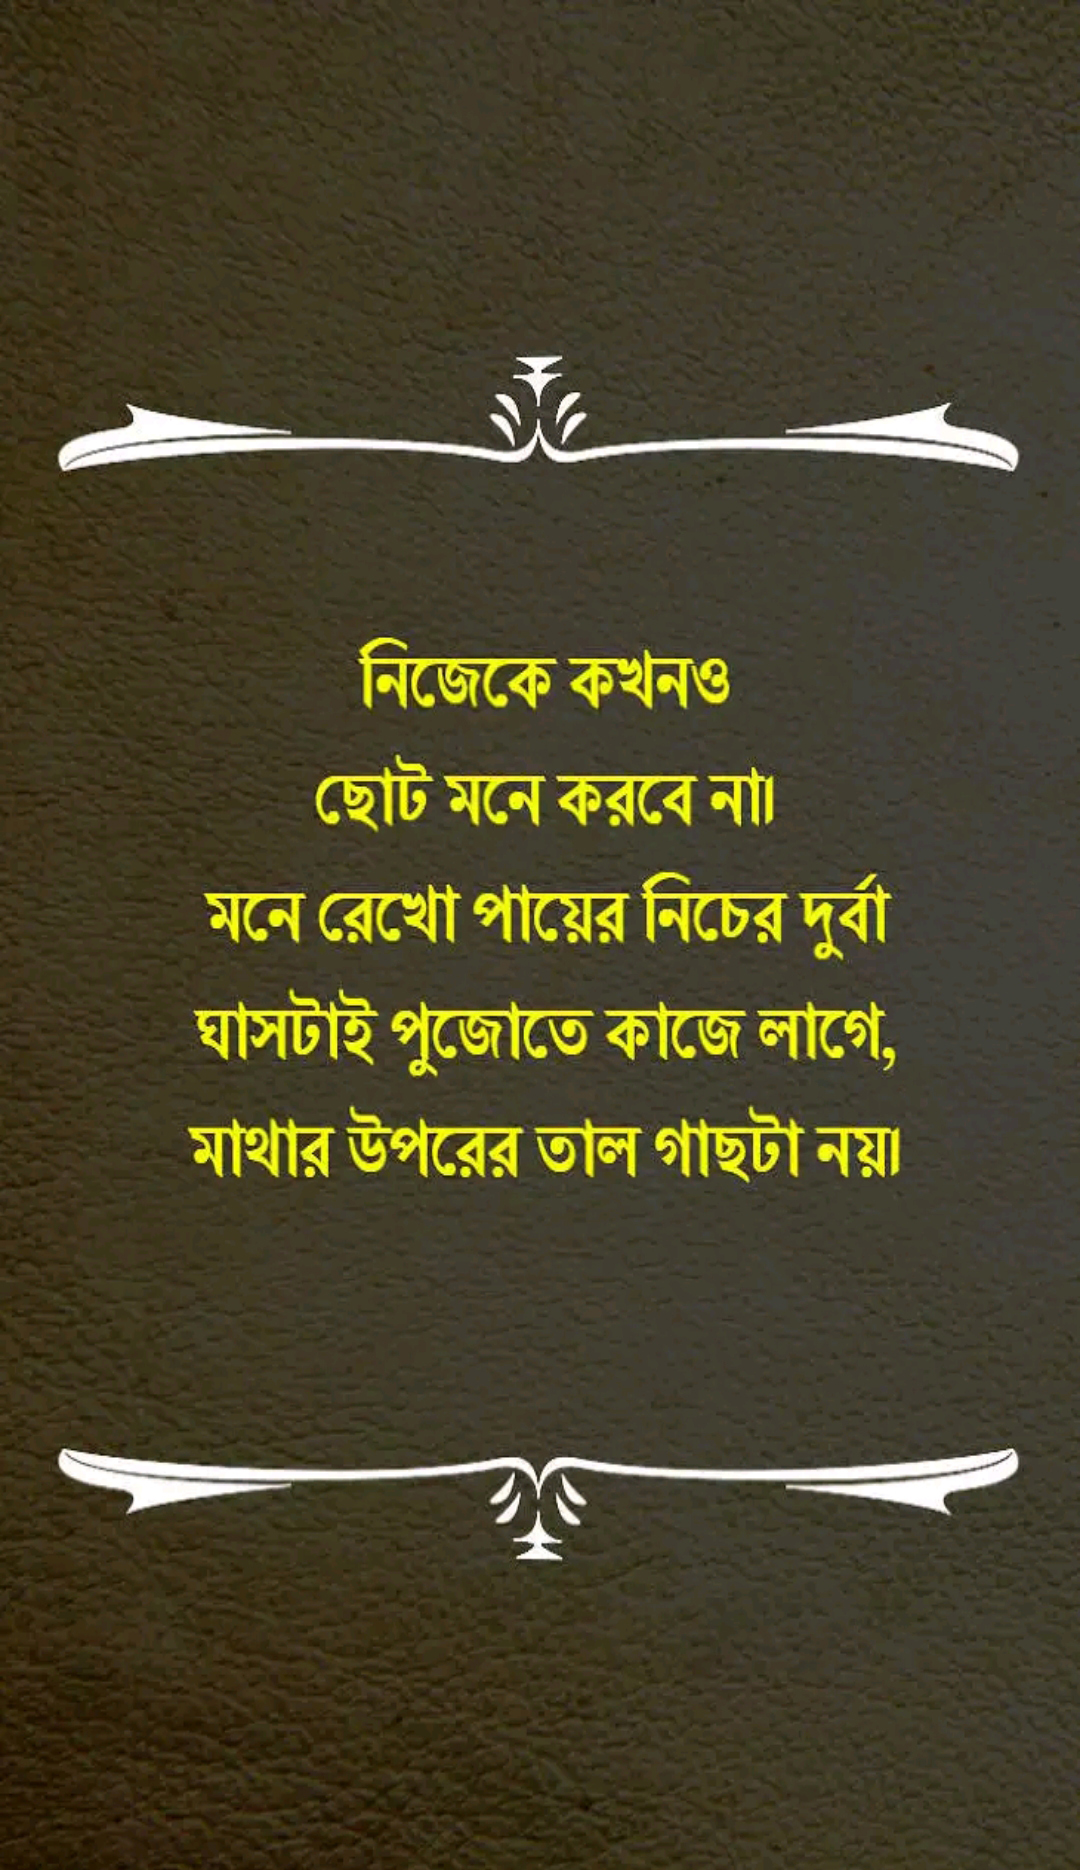 নিজেকে কখনও
ছোট মনে করবে না৷
মনে রেখো পায়ের নিচের দুর্বা
ঘাসটাই পুজোতে কাজে লাগে,
মাথার উপরের তাল গাছটা নয়৷